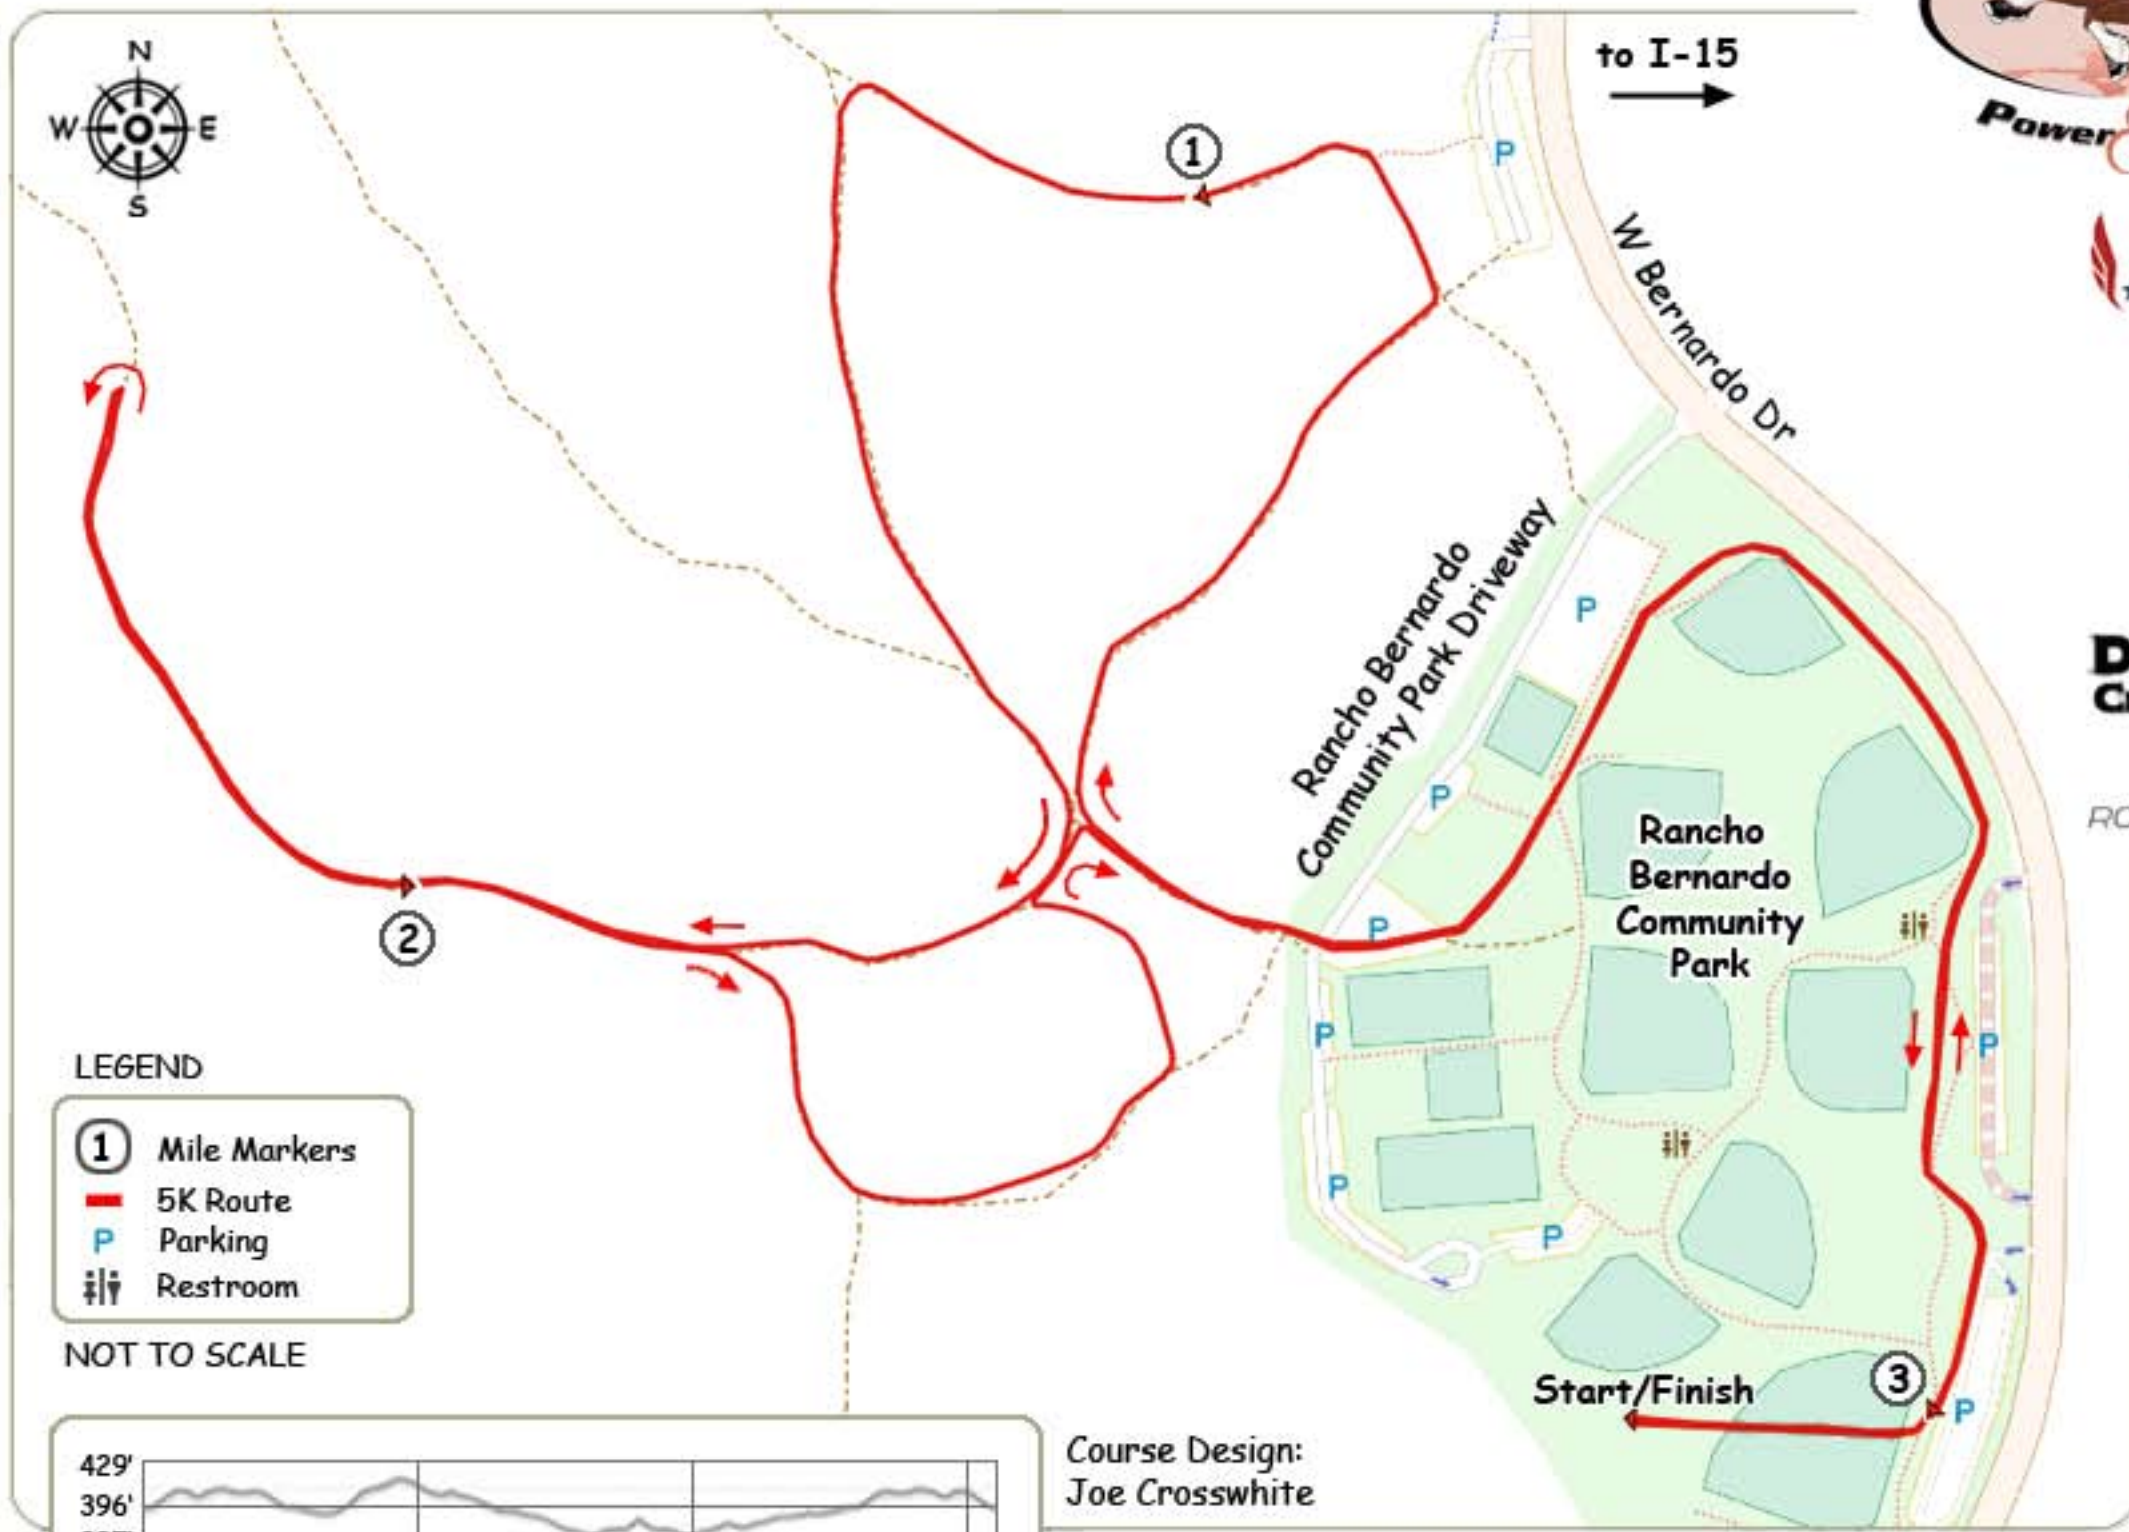 N
W E
S
to I-15
Power
1
W Bernardo Dr
P
Rancho Bernardo
Community Park Driveway
P
P
Rancho
Bernardo
Community
Park
P
2
P
P
P
P
LEGEND
1 Mile Markers
5K Route
P Parking
Restroom
NOT TO SCALE
Start/Finish
3
P
429'
396'
Course Design:
Joe Crosswhite